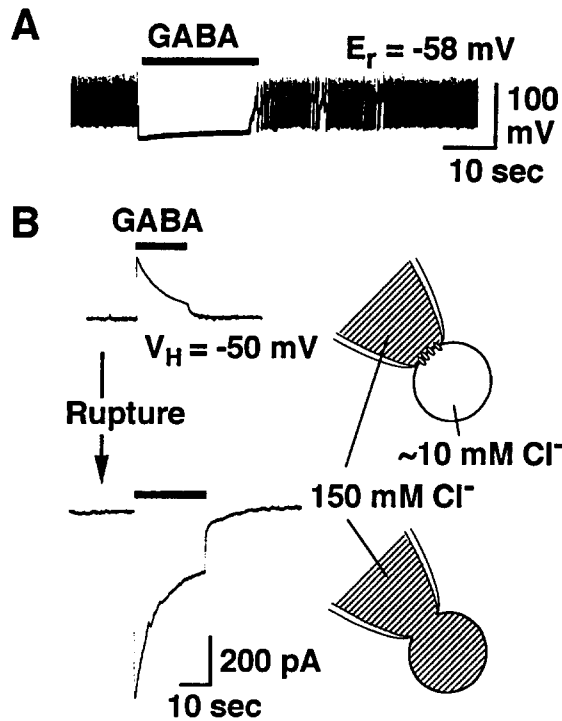 A
GABA
Er = -58 mV
100
mV
10 sec
B
GABA
VH = -50 mV
Rupture
~10 mM Cl-
150 mM Cl-
200 pA
10 sec